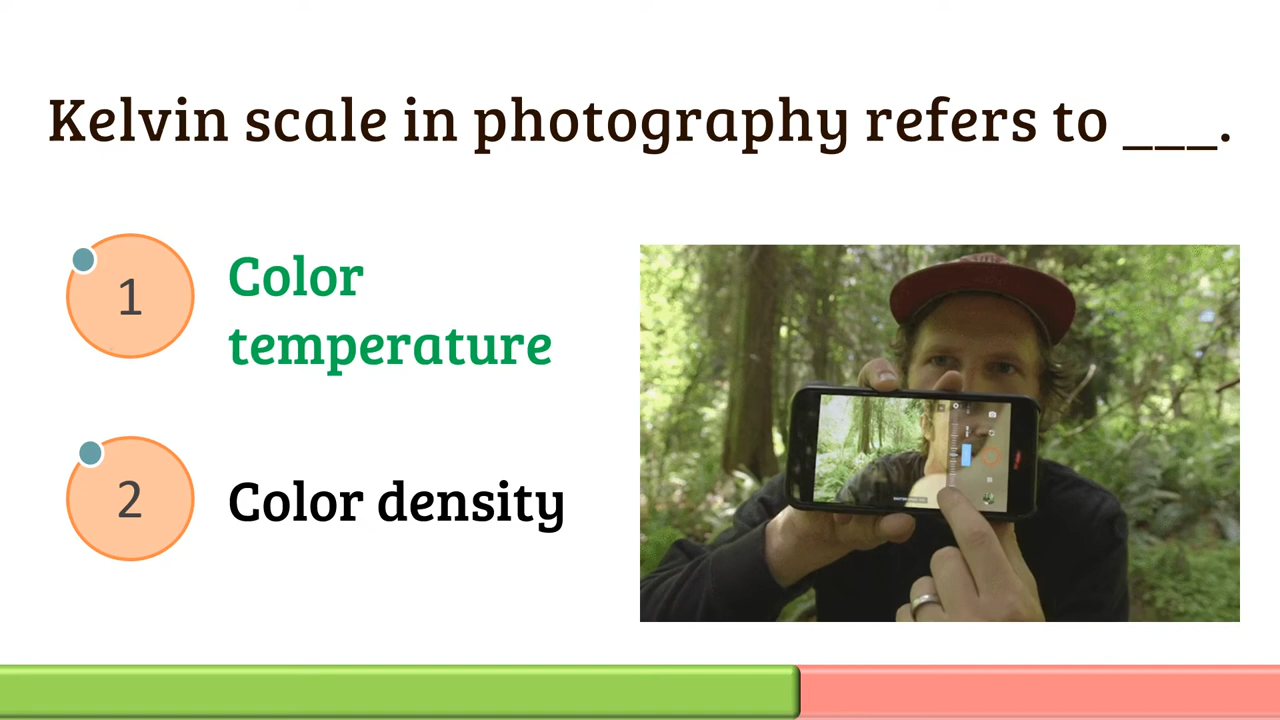 Kelvin scale in photography refers to ___.
1
Color
temperature
2
Color density